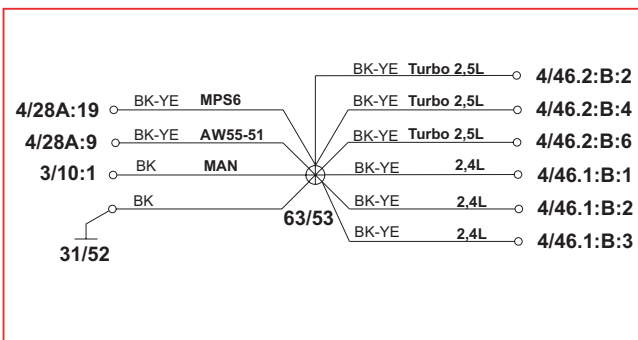 BK-YE Turbo 2,5L 4/46.2:B:2
4/28A:19 BK-YE MPS6
BK-YE Turbo 2,5L 4/46.2:B:4
4/28A:9 BK-YE AW55-51
BK-YE Turbo 2,5L 4/46.2:B:6
3/10:1 BK MAN
BK-YE 2,4L 4/46.1:B:1
BK
63/53
BK-YE 2,4L 4/46.1:B:2
31/52
BK-YE 2,4L 4/46.1:B:3